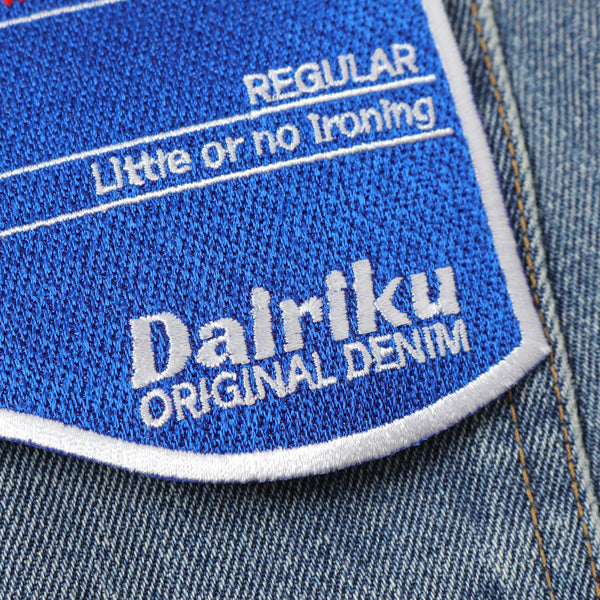 REGULAR
Little or no ironing
Dairiku
ORIGINAL DENIM